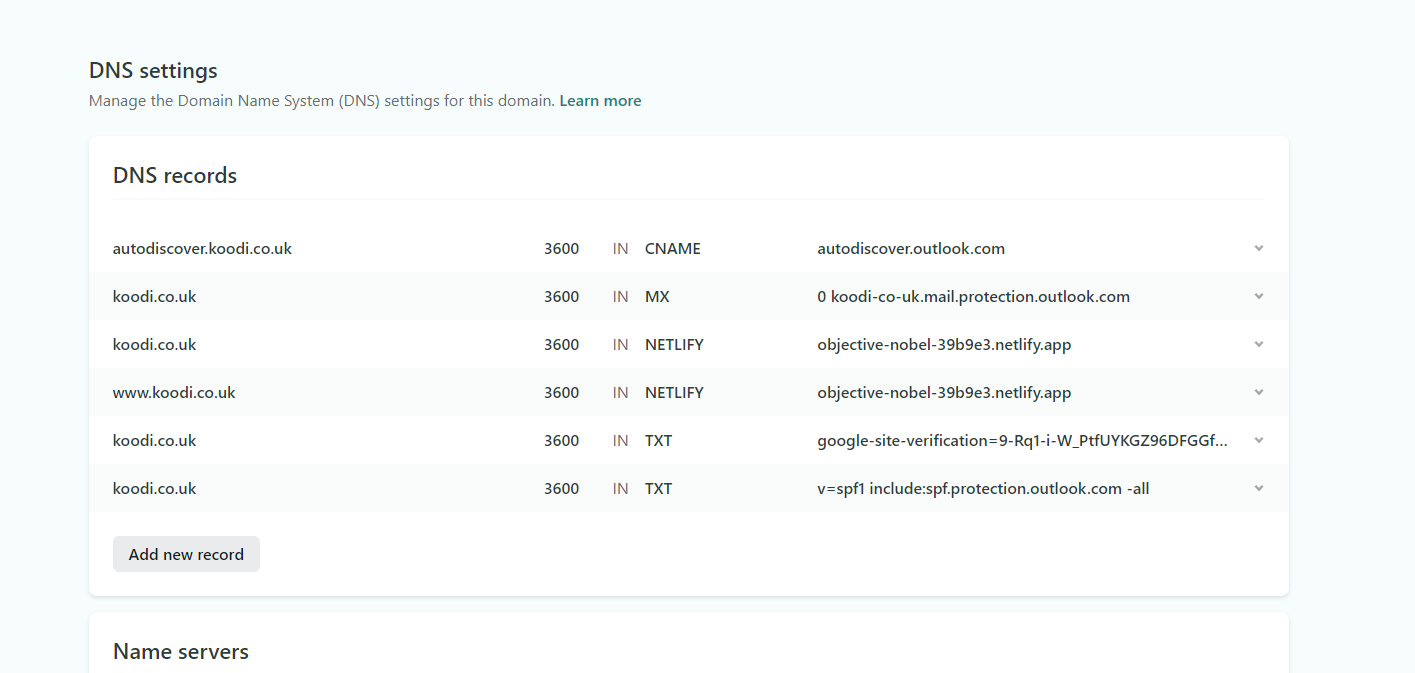 DNS settings
Manage the Domain Name System (DNS) settings for this domain. Learn more
DNS records
autodiscover.koodi.co.uk 3600 IN CNAME autodiscover.outlook.com
koodi.co.uk 3600 IN MX 0 koodi-co-uk.mail.protection.outlook.com
koodi.co.uk 3600 IN NETLIFY objective-nobel-39b9e3.netlify.app
www.koodi.co.uk 3600 IN NETLIFY objective-nobel-39b9e3.netlify.app
koodi.co.uk 3600 IN TXT google-site-verification=9-Rq1-i-W_PtfUYKGZ96DFGGf...
koodi.co.uk 3600 IN TXT v=spf1 include:spf.protection.outlook.com -all
Add new record
Name servers